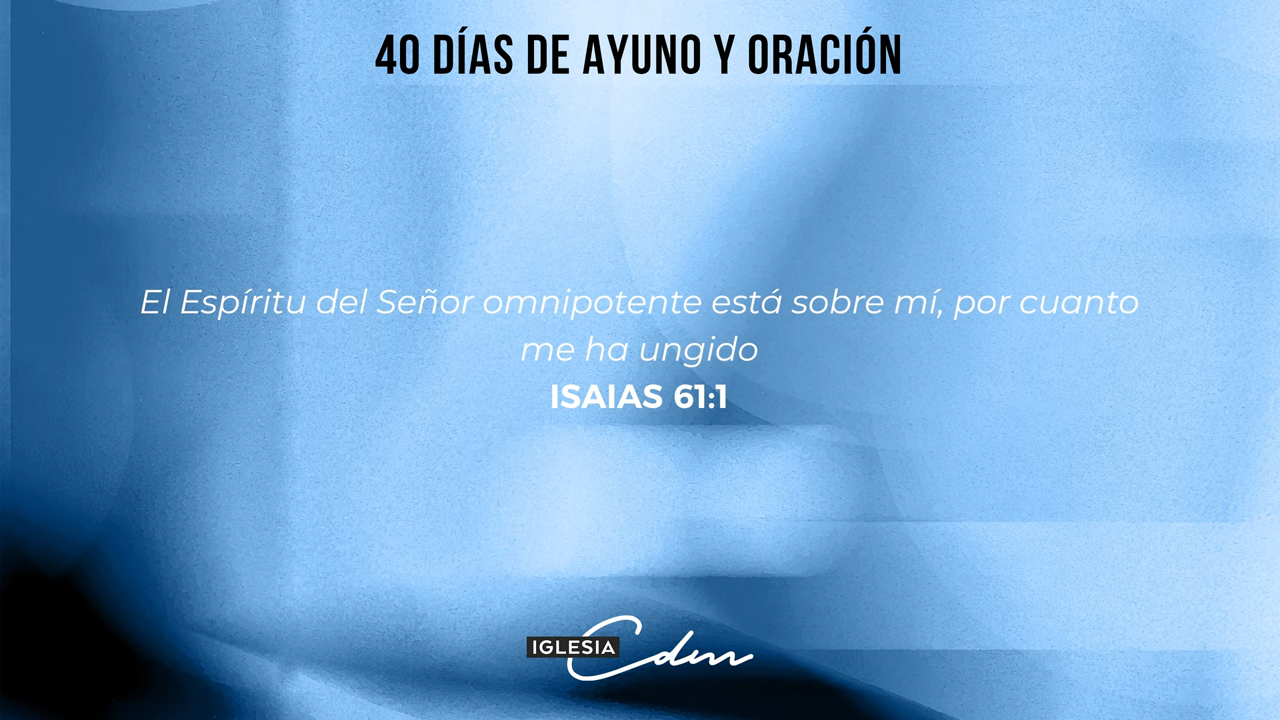 40 DÍAS DE AYUNO Y ORACIÓN
El Espíritu del Señor omnipotente está sobre mí, por cuanto
me ha ungido
ISAIAS 61:1
IGLESIA Cdm